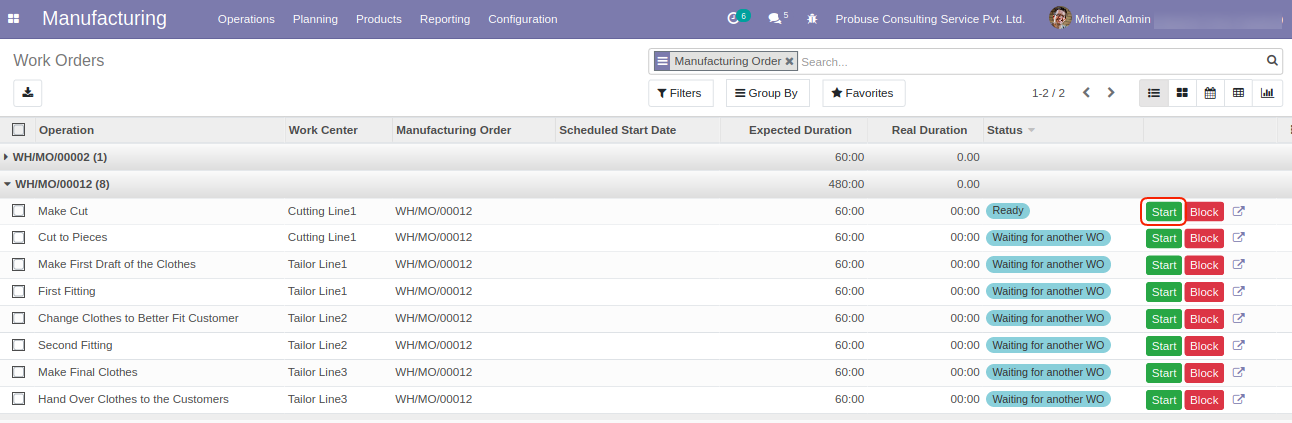 Manufacturing Operations Planning Products Reporting Configuration 6 5 Probuse Consulting Service Pvt. Ltd. Mitchell Admin
Work Orders Manufacturing Order Search...
Filters Group By Favorites 1-2 / 2
Operation Work Center Manufacturing Order Scheduled Start Date Expected Duration Real Duration Status
WH/MO/00002 (1) 60:00 0.00
WH/MO/00012 (8) 480:00 0.00
Make Cut Cutting Line1 WH/MO/00012 60:00 00:00 Ready Start Block
Cut to Pieces Cutting Line1 WH/MO/00012 60:00 00:00 Waiting for another WO Start Block
Make First Draft of the Clothes Tailor Line1 WH/MO/00012 60:00 00:00 Waiting for another WO Start Block
First Fitting Tailor Line1 WH/MO/00012 60:00 00:00 Waiting for another WO Start Block
Change Clothes to Better Fit Customer Tailor Line2 WH/MO/00012 60:00 00:00 Waiting for another WO Start Block
Second Fitting Tailor Line2 WH/MO/00012 60:00 00:00 Waiting for another WO Start Block
Make Final Clothes Tailor Line3 WH/MO/00012 60:00 00:00 Waiting for another WO Start Block
Hand Over Clothes to the Customers Tailor Line3 WH/MO/00012 60:00 00:00 Waiting for another WO Start Block